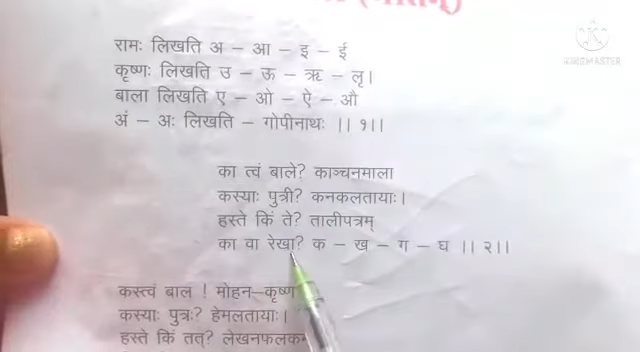 रामः लिखति अ – आ – इ – ई
कृष्णः लिखति उ – ऊ – ऋ – लृ।
बाला लिखति ए – ओ – ऐ – औ
अं – अः लिखति – गोपीनाथः ।। १।।
का त्वं बाले? काञ्चनमाला
कस्याः पुत्री? कनकलतायाः।
हस्ते किं ते? तालीपत्रम्
का वा रेखा? क – ख – ग – घ ।। २।।
कस्त्वं बाल ! मोहन–कृष्ण
कस्याः पुत्रः? हेमलतायाः।
हस्ते किं तत्? लेखनफलक
KINEMASTER